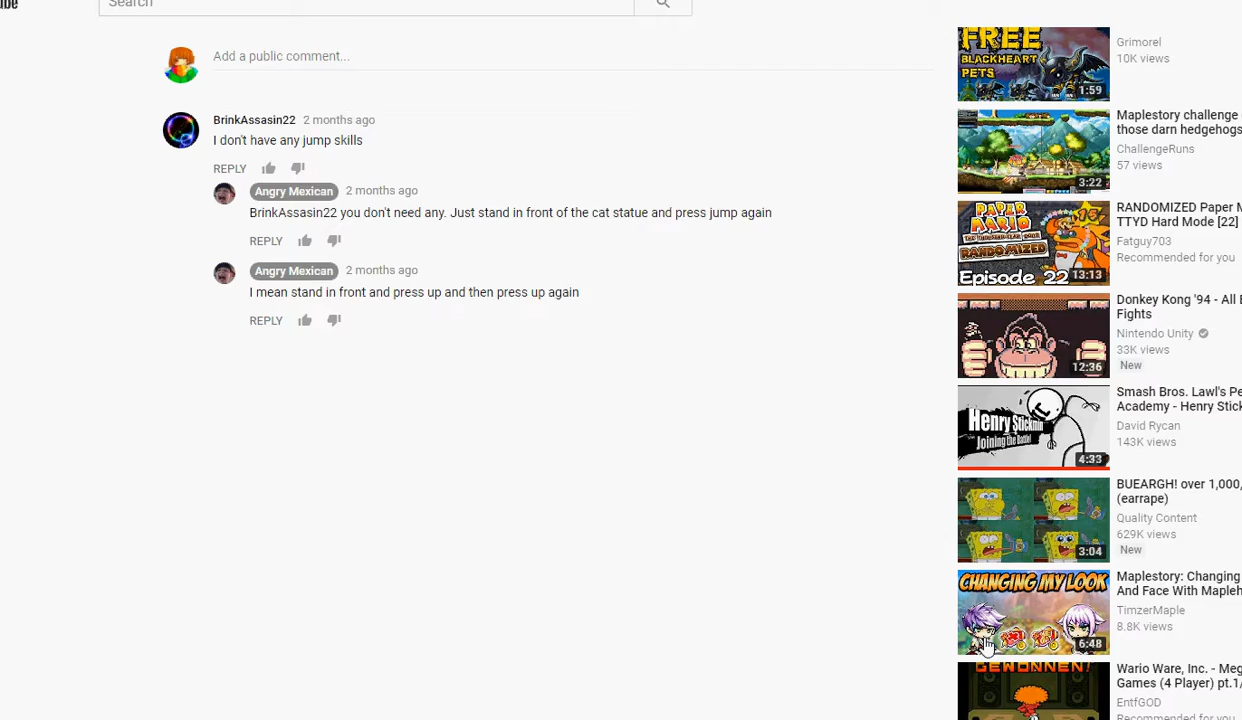 Search
Add a public comment...
BrinkAssasin22 2 months ago
I don't have any jump skills
REPLY
Angry Mexican 2 months ago
BrinkAssasin22 you don't need any. Just stand in front of the cat statue and press jump again
REPLY
Angry Mexican 2 months ago
I mean stand in front and press up and then press up again
REPLY
FREE
BLACKHEART
PETS
1:59
Grimorel
10K views
3:22
Maplestory challenge
those darn hedgehogs
ChallengeRuns
57 views
PAPER
MARIO
RANDOMIZED
Episode 22
13:13
RANDOMIZED Paper M
TTYD Hard Mode [22]
Fatguy703
Recommended for you
12:36
Donkey Kong '94 - All B
Fights
Nintendo Unity
33K views
New
Henry Stickmin
Joining the Battle!
4:33
Smash Bros. Lawl's Pe
Academy - Henry Stick
David Rycan
143K views
3:04
BUEARGH! over 1,000,
(earrape)
Quality Content
629K views
New
CHANGING MY LOOK
6:48
Maplestory: Changing
And Face With Mapleh
TimzerMaple
8.8K views
GEWONNEN!
Wario Ware, Inc. - Meg
Games (4 Player) pt.1/
EntfGOD
Recommended for you